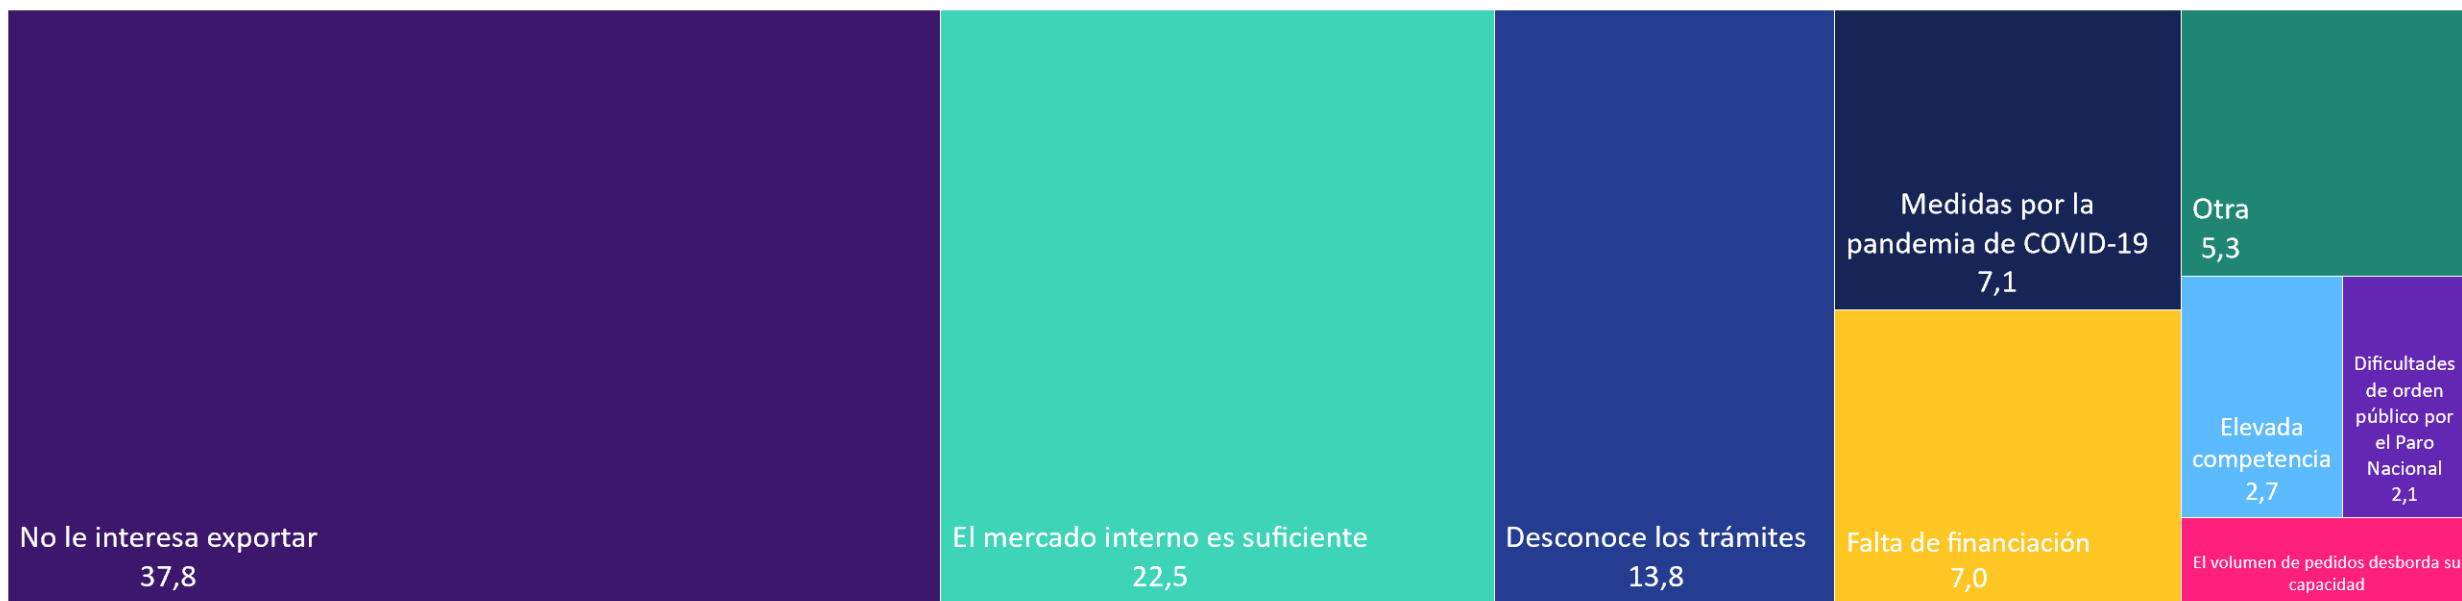 No le interesa exportar
37,8
El mercado interno es suficiente
22,5
Desconoce los trámites
13,8
Medidas por la
pandemia de COVID-19
7,1
Falta de financiación
7,0
Otra
5,3
Elevada
competencia
2,7
Dificultades
de orden
público por
el Paro
Nacional
2,1
El volumen de pedidos desborda su
capacidad